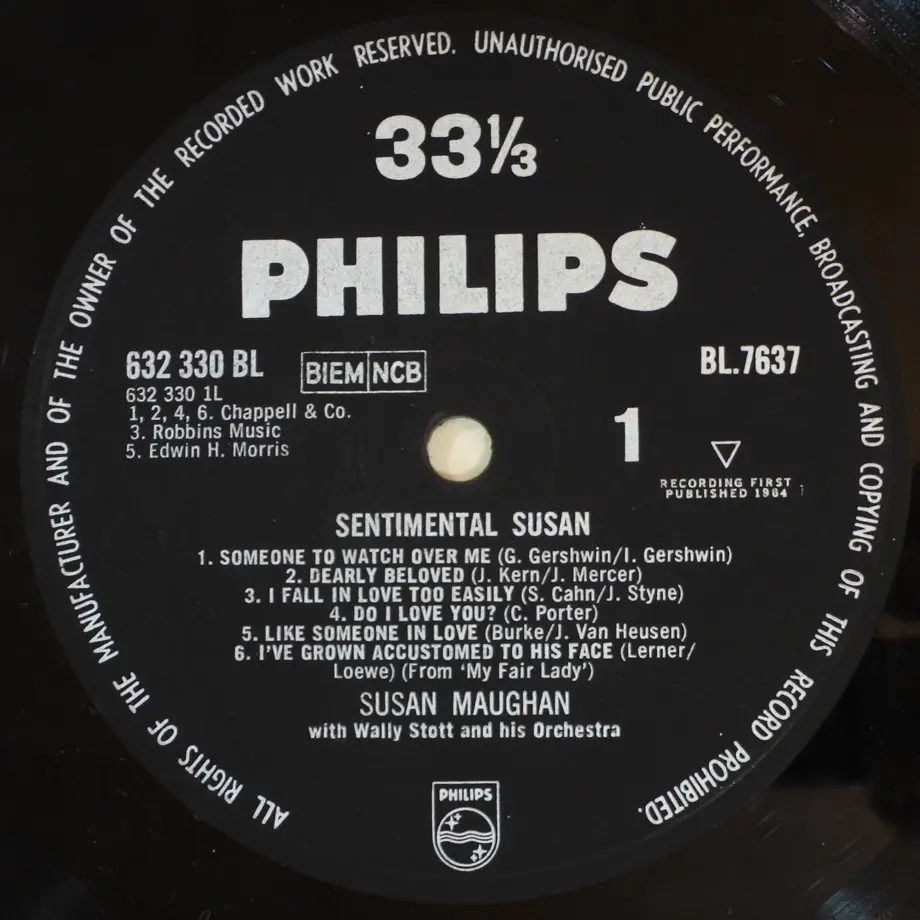 ALL RIGHTS OF THE MANUFACTURER AND OF THE OWNER OF THE RECORDED WORK RESERVED. UNAUTHORISED PUBLIC PERFORMANCE, BROADCASTING AND COPYING OF THIS RECORD PROHIBITED.
33⅓
PHILIPS
632 330 BL
BIEM NCB
BL.7637
632 330 1L
1, 2, 4, 6. Chappell & Co.
3. Robbins Music
5. Edwin H. Morris
1
RECORDING FIRST
PUBLISHED 1964
SENTIMENTAL SUSAN
1. SOMEONE TO WATCH OVER ME (G. Gershwin/I. Gershwin)
2. DEARLY BELOVED (J. Kern/J. Mercer)
3. I FALL IN LOVE TOO EASILY (S. Cahn/J. Styne)
4. DO I LOVE YOU? (C. Porter)
5. LIKE SOMEONE IN LOVE (Burke/J. Van Heusen)
6. I'VE GROWN ACCUSTOMED TO HIS FACE (Lerner/
Loewe) (From ‘My Fair Lady’)
SUSAN MAUGHAN
with Wally Stott and his Orchestra
PHILIPS